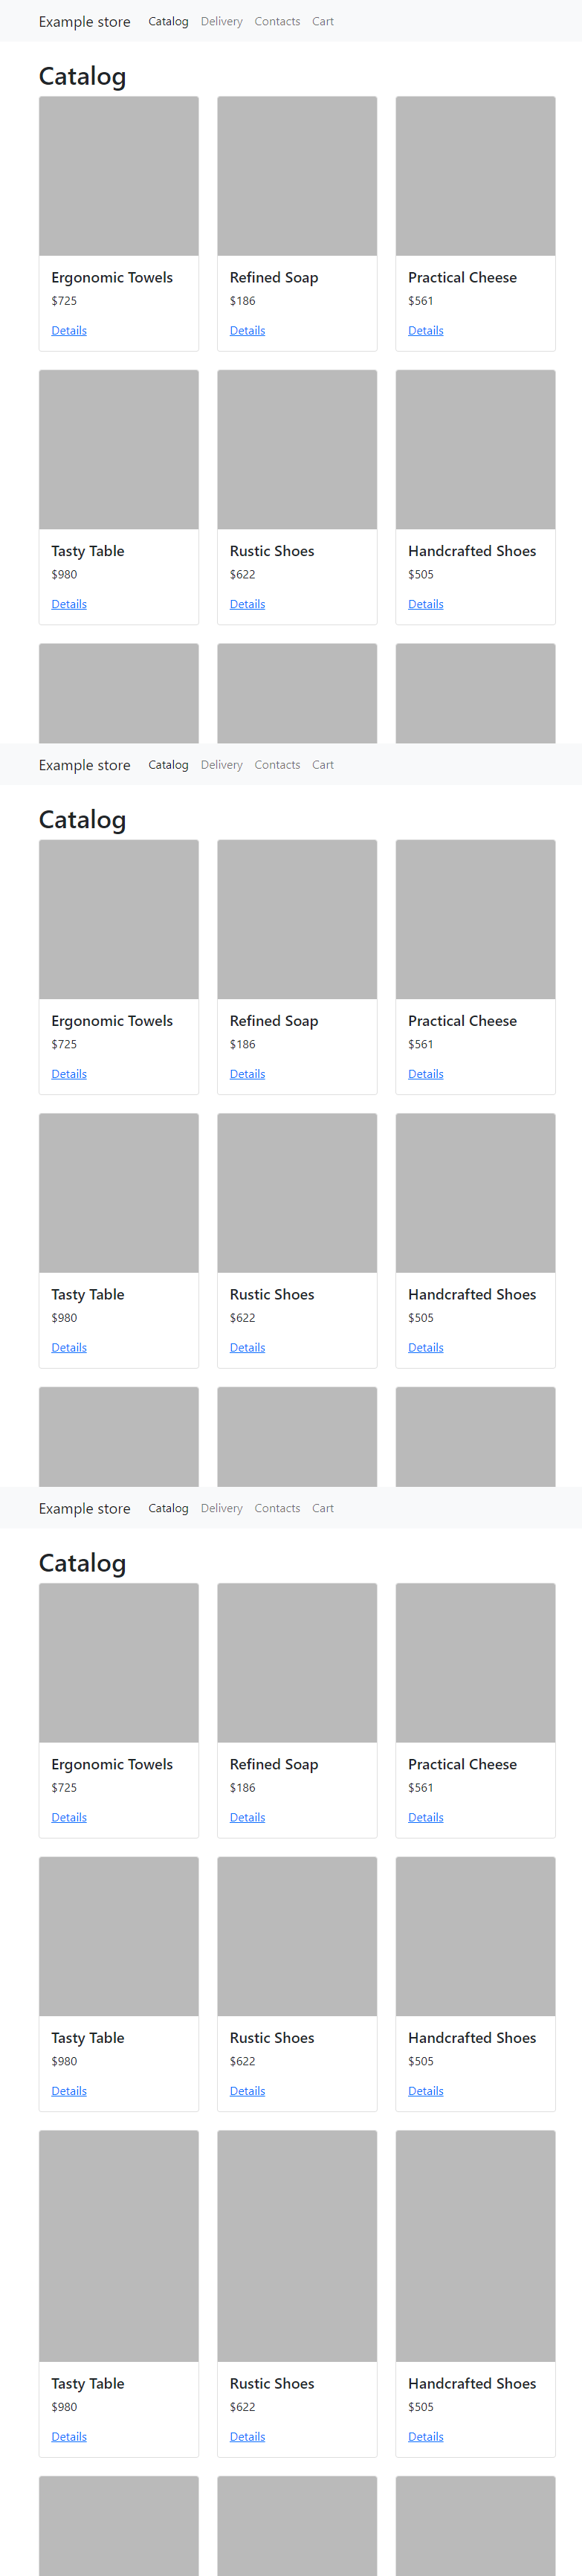 Example store Catalog Delivery Contacts Cart
Catalog
Ergonomic Towels Refined Soap Practical Cheese
$725 $186 $561
Details Details Details
Tasty Table Rustic Shoes Handcrafted Shoes
$980 $622 $505
Details Details Details
Example store Catalog Delivery Contacts Cart
Catalog
Ergonomic Towels Refined Soap Practical Cheese
$725 $186 $561
Details Details Details
Tasty Table Rustic Shoes Handcrafted Shoes
$980 $622 $505
Details Details Details
Example store Catalog Delivery Contacts Cart
Catalog
Ergonomic Towels Refined Soap Practical Cheese
$725 $186 $561
Details Details Details
Tasty Table Rustic Shoes Handcrafted Shoes
$980 $622 $505
Details Details Details
Tasty Table Rustic Shoes Handcrafted Shoes
$980 $622 $505
Details Details Details